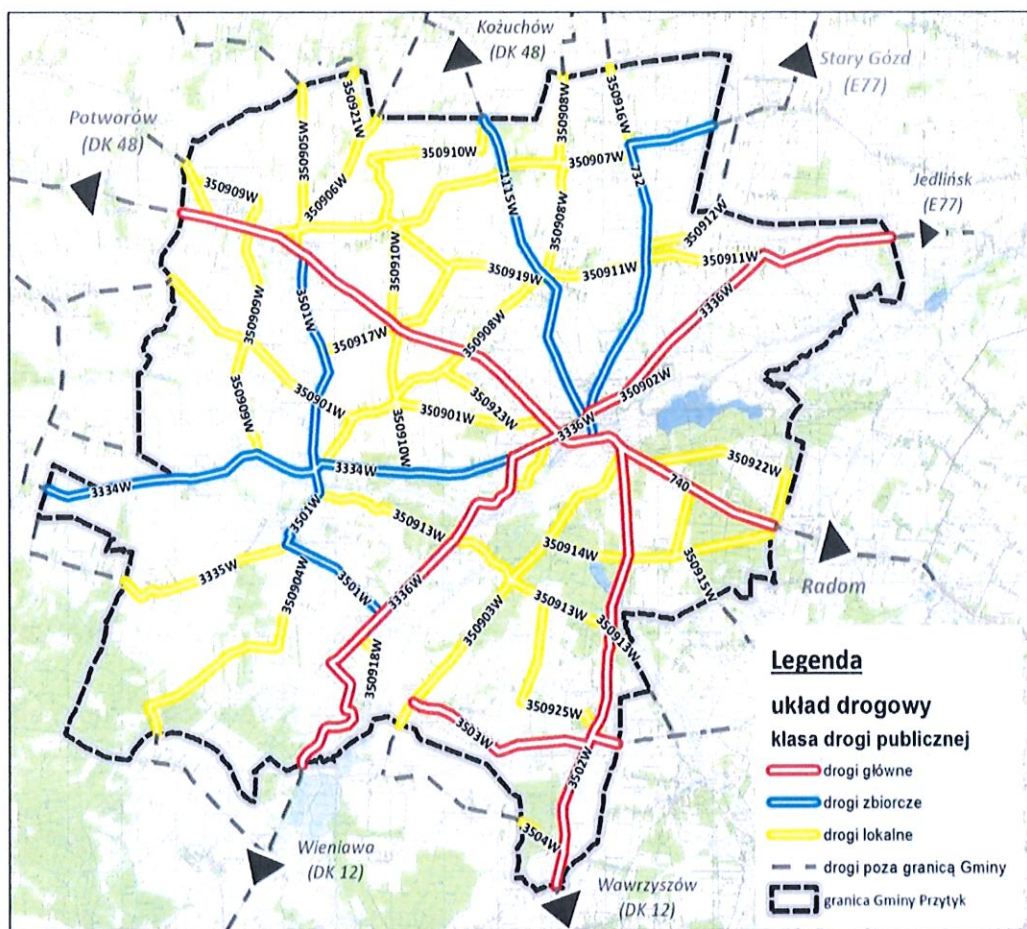 Kożuchów
(DK 48)
Stary Gózd
(E77)
Potworów
(DK 48)
Jedlińsk
(E77)
350921W
350905W
350908W
350916W
350910W
350907W
732
350909W
350906W
1115W
350908W
350912W
350910W
350919W
350911W
350911W
3336W
350909W
3501W
350917W
350908W
350902W
350909W
350901W
350901W
350923W
3336W
350910W
3334W
3334W
740
350922W
3501W
350913W
350914W
3335W
350904W
3501W
3336W
350915W
350903W
350913W
350913W
Radom
350918W
350925W
3503W
3502W
3504W
Wieniawa
(DK 12)
Wawrzyszów
(DK 12)
Legenda
układ drogowy
klasa drogi publicznej
drogi główne
drogi zbiorcze
drogi lokalne
drogi poza granicą Gminy
granica Gminy Przytyk